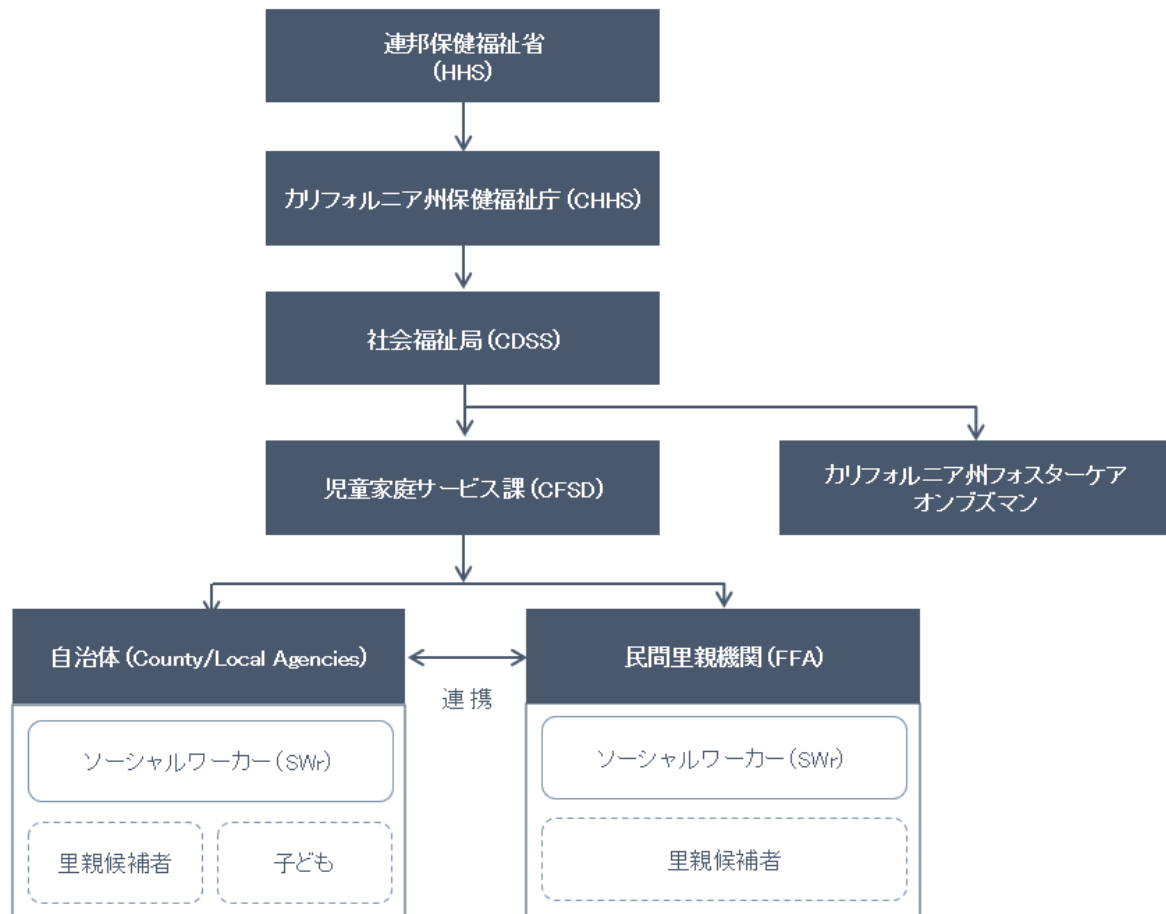 連邦保健福祉省
(HHS)
カリフォルニア州保健福祉庁 (CHHS)
社会福祉局 (CDSS)
児童家庭サービス課 (CFSD)
カリフォルニア州フォスターケア
オンブズマン
自治体 (County/Local Agencies)
連携
民間里親機関 (FFA)
ソーシャルワーカー (SWr)
里親候補者
子ども
ソーシャルワーカー (SWr)
里親候補者